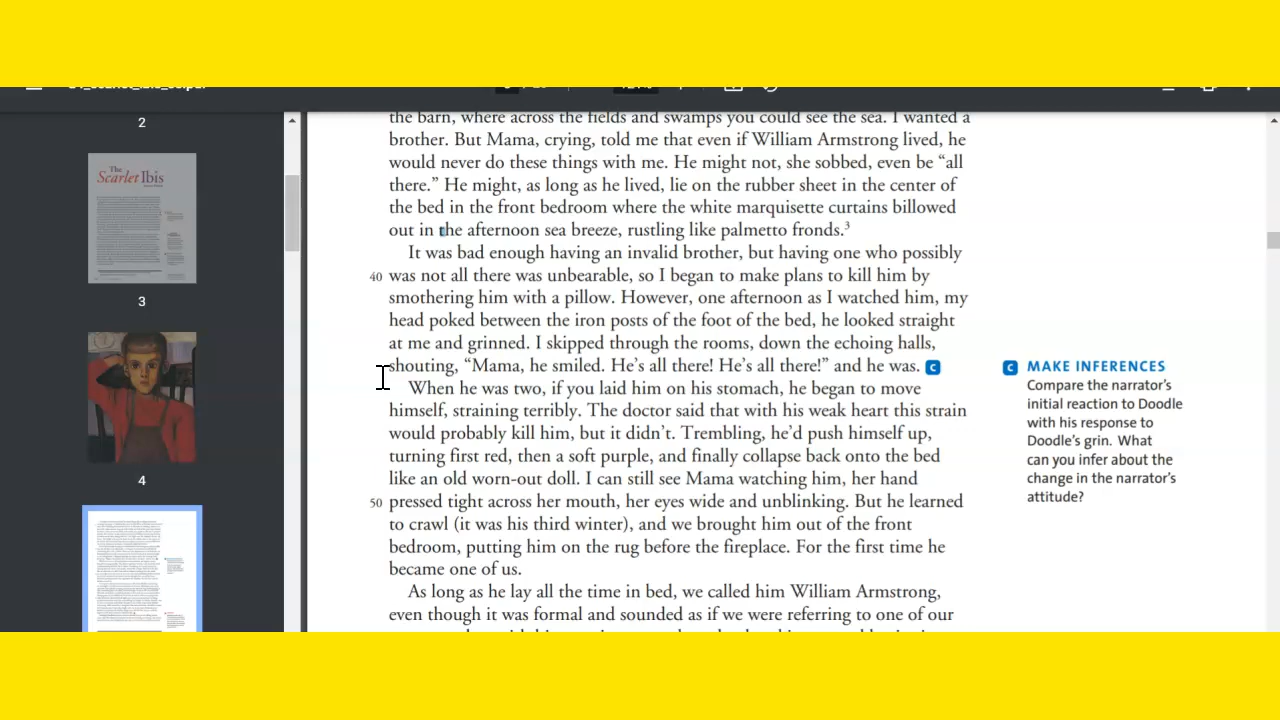 2
The
Scarlet Ibis
3
4
the barn, where across the fields and swamps you could see the sea. I wanted a
brother. But Mama, crying, told me that even if William Armstrong lived, he
would never do these things with me. He might not, she sobbed, even be “all
there.” He might, as long as he lived, lie on the rubber sheet in the center of
the bed in the front bedroom where the white marquisette curtains billowed
out in the afternoon sea breeze, rustling like palmetto fronds.³
It was bad enough having an invalid brother, but having one who possibly
40 was not all there was unbearable, so I began to make plans to kill him by
smothering him with a pillow. However, one afternoon as I watched him, my
head poked between the iron posts of the foot of the bed, he looked straight
at me and grinned. I skipped through the rooms, down the echoing halls,
shouting, “Mama, he smiled. He’s all there! He’s all there!” and he was. C
When he was two, if you laid him on his stomach, he began to move
himself, straining terribly. The doctor said that with his weak heart this strain
would probably kill him, but it didn’t. Trembling, he’d push himself up,
turning first red, then a soft purple, and finally collapse back onto the bed
like an old worn-out doll. I can still see Mama watching him, her hand
50 pressed tight across her mouth, her eyes wide and unblinking. But he learned
to crawl (it was his third winter), and we brought him out of the front
bedroom, putting him on the rug before the fireplace. For the first time he
became one of us.
As long as he lay all the time in bed, we called him William Armstrong,
even though it was formal and sounded as if we were referring to one of our
C MAKE INFERENCES
Compare the narrator’s
initial reaction to Doodle
with his response to
Doodle’s grin. What
can you infer about the
change in the narrator’s
attitude?